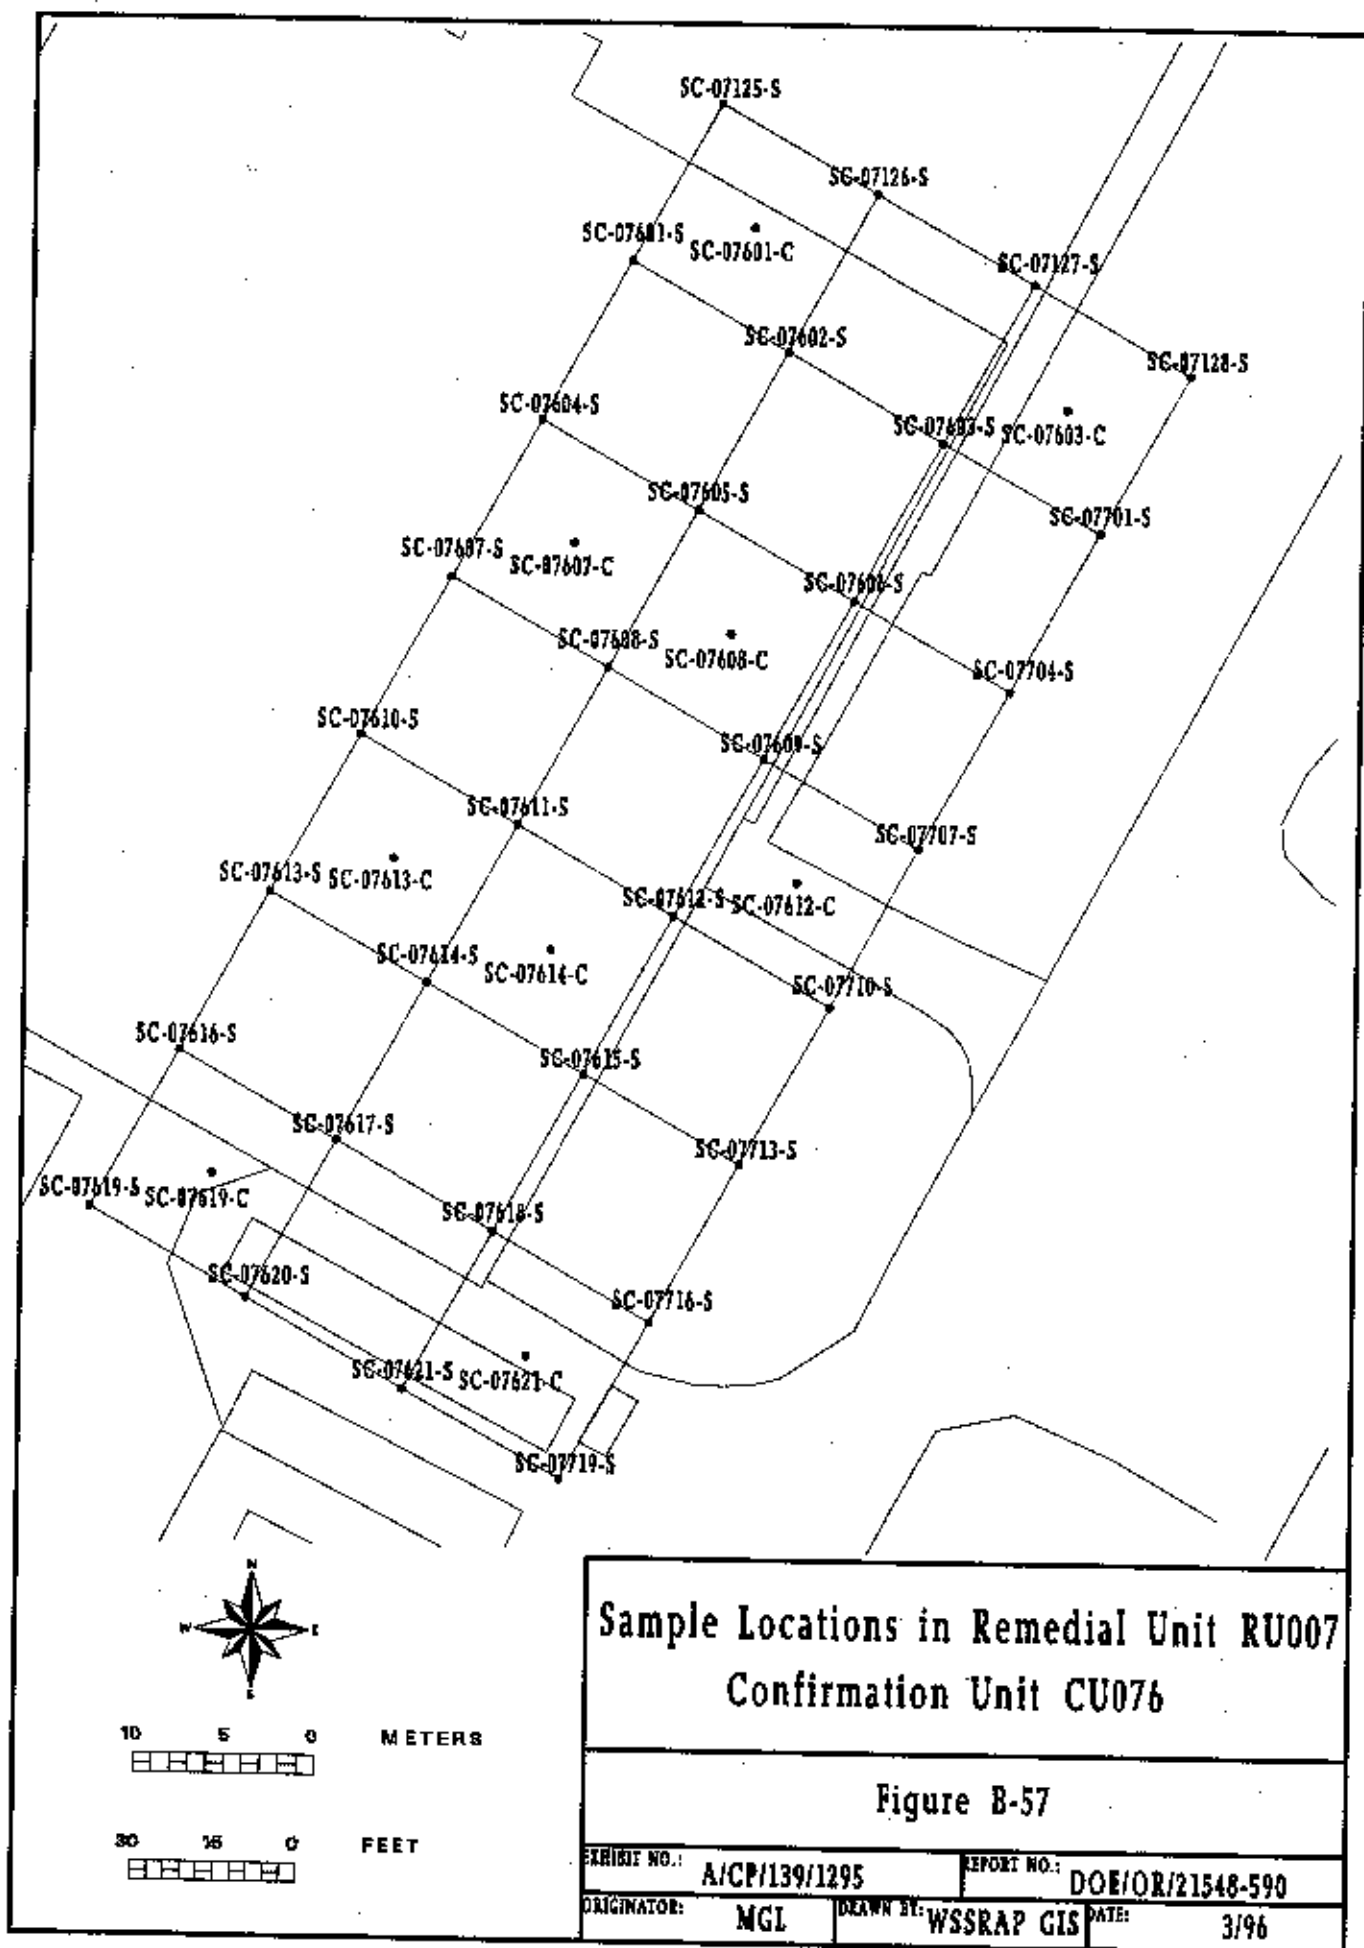 SC-07125-S
SC-07126-S
SC-07601-S
SC-07601-C
SC-07127-S
SC-07602-S
SC-07128-S
SC-07604-S
SC-07603-S
SC-07603-C
SC-07605-S
SC-07701-S
SC-07607-S
SC-07607-C
SC-07606-S
SC-07608-S
SC-07608-C
SC-07704-S
SC-07610-S
SC-07609-S
SC-07611-S
SC-07707-S
SC-07613-S
SC-07613-C
SC-07612-S
SC-07612-C
SC-07614-S
SC-07614-C
SC-07710-S
SC-07616-S
SC-07615-S
SC-07617-S
SC-07713-S
SC-07619-S
SC-07619-C
SC-07618-S
SC-07620-S
SC-07716-S
SC-07621-S
SC-07621-C
SC-07719-S
N
W
E
S
10 5 0 METERS
30 15 0 FEET
Sample Locations in Remedial Unit RU007
Confirmation Unit CU076
Figure B-57
EXHIBIT NO.: A/CP/139/1295
REPORT NO.: DOE/OR/21548-590
ORIGINATOR: MGL
DRAWN BY: WSSRAP GIS
DATE: 3/96